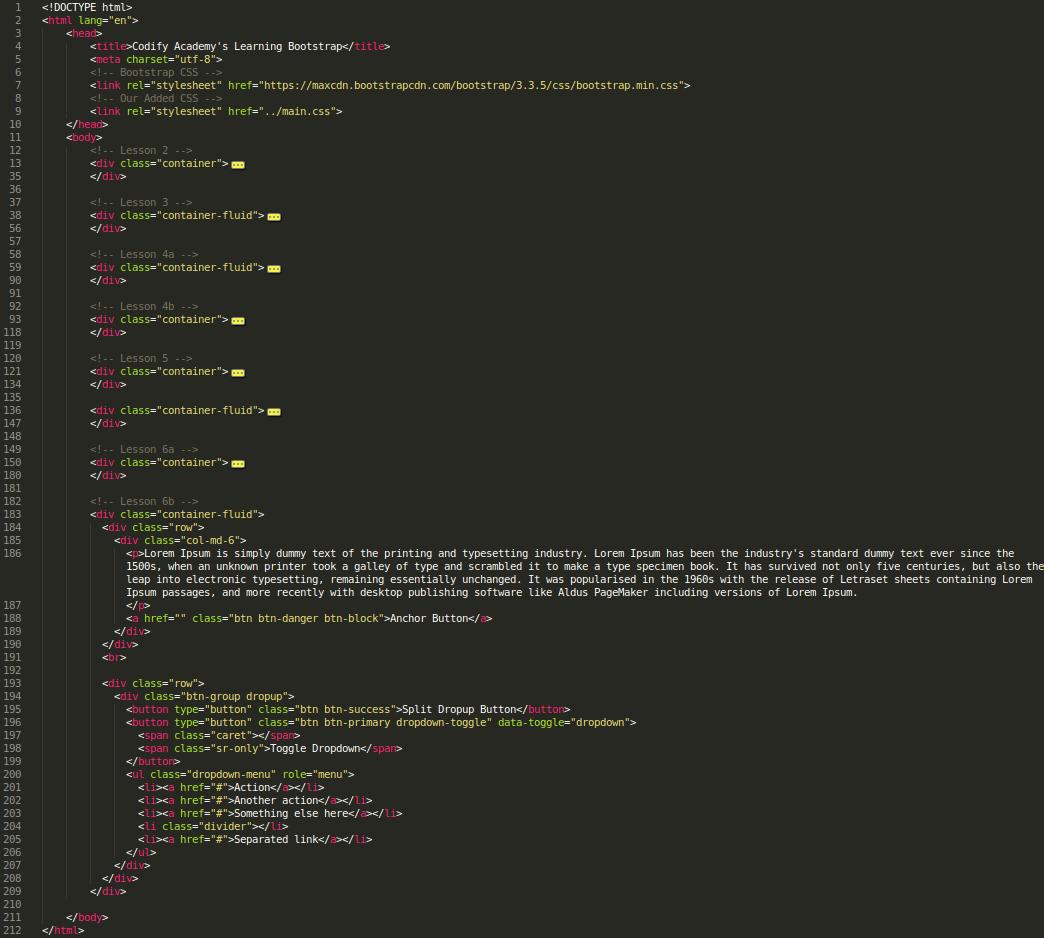 1 <!DOCTYPE html>
2 <html lang="en">
3 <head>
4 <title>Codify Academy's Learning Bootstrap</title>
5 <meta charset="utf-8">
6 <!-- Bootstrap CSS -->
7 <link rel="stylesheet" href="https://maxcdn.bootstrapcdn.com/bootstrap/3.3.5/css/bootstrap.min.css">
8 <!-- Our Added CSS -->
9 <link rel="stylesheet" href="../main.css">
10 </head>
11 <body>
12 <!-- Lesson 2 -->
13 <div class="container">
35 </div>
36
37 <!-- Lesson 3 -->
38 <div class="container-fluid">
56 </div>
57
58 <!-- Lesson 4a -->
59 <div class="container-fluid">
90 </div>
91
92 <!-- Lesson 4b -->
93 <div class="container">
118 </div>
119
120 <!-- Lesson 5 -->
121 <div class="container">
134 </div>
135
136 <div class="container-fluid">
147 </div>
148
149 <!-- Lesson 6a -->
150 <div class="container">
180 </div>
181
182 <!-- Lesson 6b -->
183 <div class="container-fluid">
184 <div class="row">
185 <div class="col-md-6">
186 <p>Lorem Ipsum is simply dummy text of the printing and typesetting industry. Lorem Ipsum has been the industry's standard dummy text ever since the
1500s, when an unknown printer took a galley of type and scrambled it to make a type specimen book. It has survived not only five centuries, but also the
leap into electronic typesetting, remaining essentially unchanged. It was popularised in the 1960s with the release of Letraset sheets containing Lorem
Ipsum passages, and more recently with desktop publishing software like Aldus PageMaker including versions of Lorem Ipsum.
187 </p>
188 <a href="" class="btn btn-danger btn-block">Anchor Button</a>
189 </div>
190 </div>
191 <br>
192
193 <div class="row">
194 <div class="btn-group dropup">
195 <button type="button" class="btn btn-success">Split Dropup Button</button>
196 <button type="button" class="btn btn-primary dropdown-toggle" data-toggle="dropdown">
197 <span class="caret"></span>
198 <span class="sr-only">Toggle Dropdown</span>
199 </button>
200 <ul class="dropdown-menu" role="menu">
201 <li><a href="#">Action</a></li>
202 <li><a href="#">Another action</a></li>
203 <li><a href="#">Something else here</a></li>
204 <li class="divider"></li>
205 <li><a href="#">Separated link</a></li>
206 </ul>
207 </div>
208 </div>
209 </div>
210
211 </body>
212 </html>